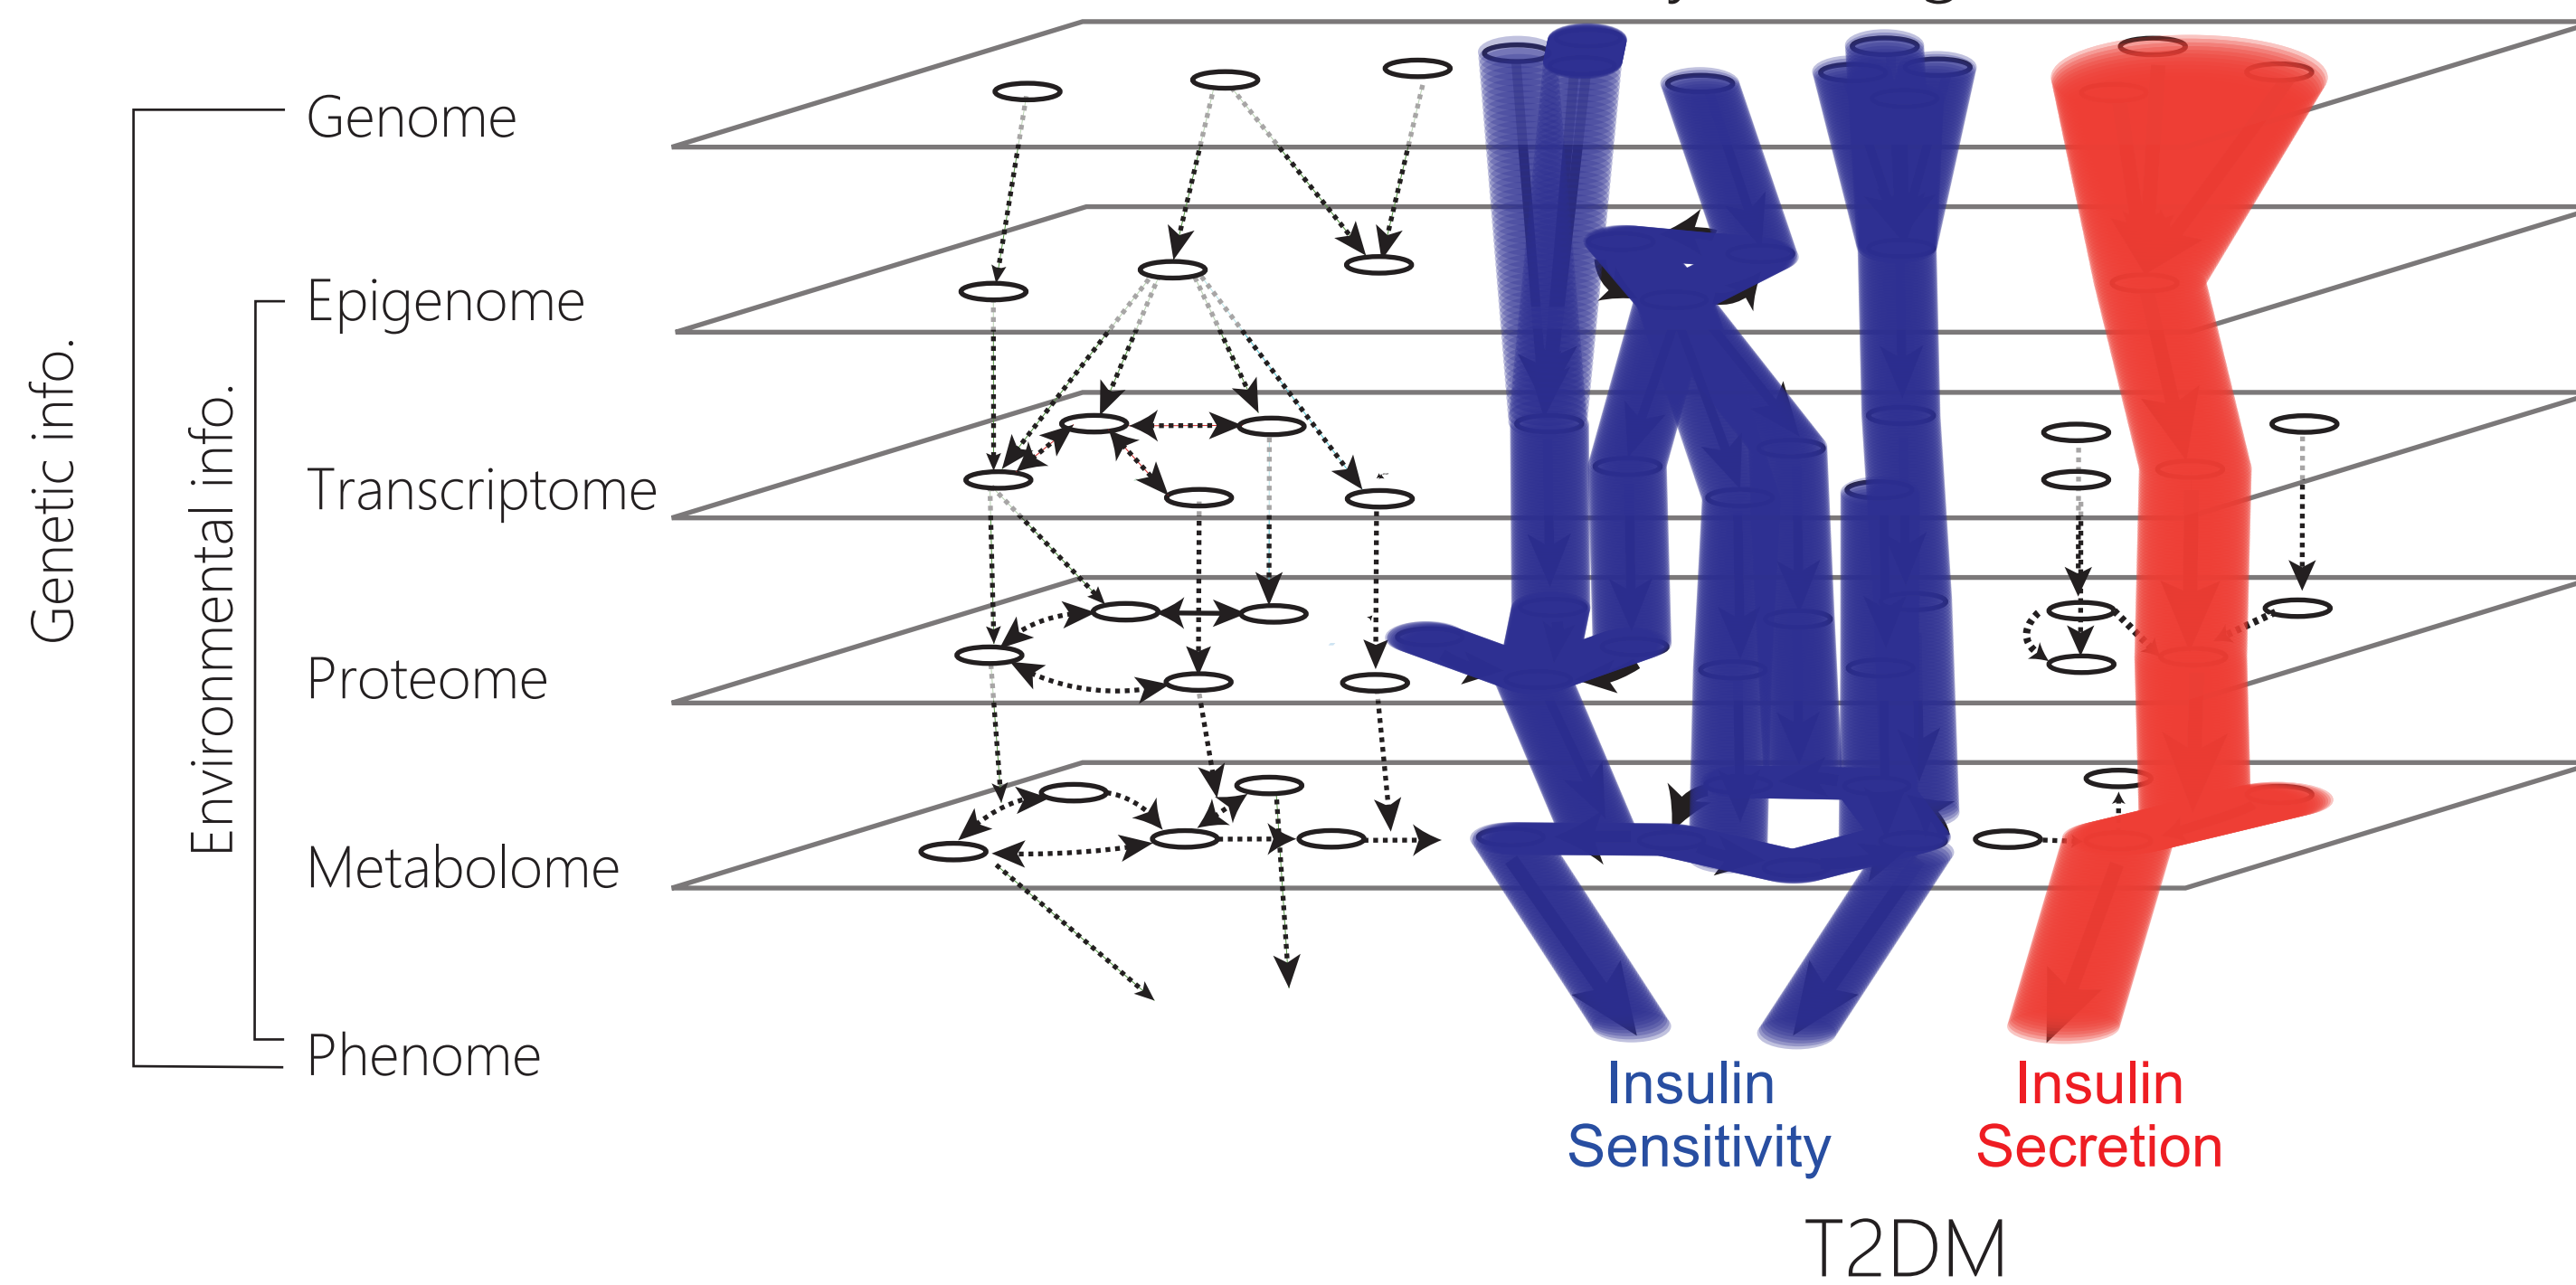 Genome
Epigenome
Transcriptome
Proteome
Metabolome
Phenome
Genetic info.
Environmental info.
Insulin
Sensitivity
Insulin
Secretion
T2DM